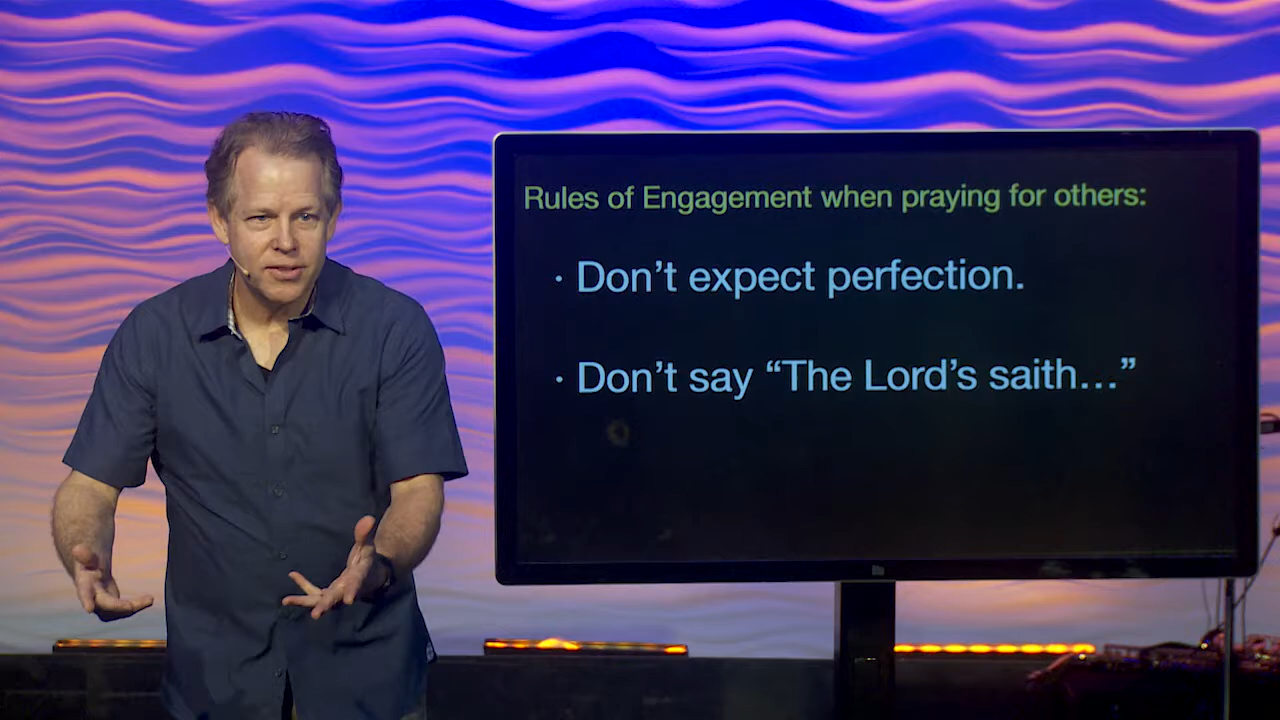 Rules of Engagement when praying for others:
· Don’t expect perfection.
· Don’t say “The Lord’s saith…”